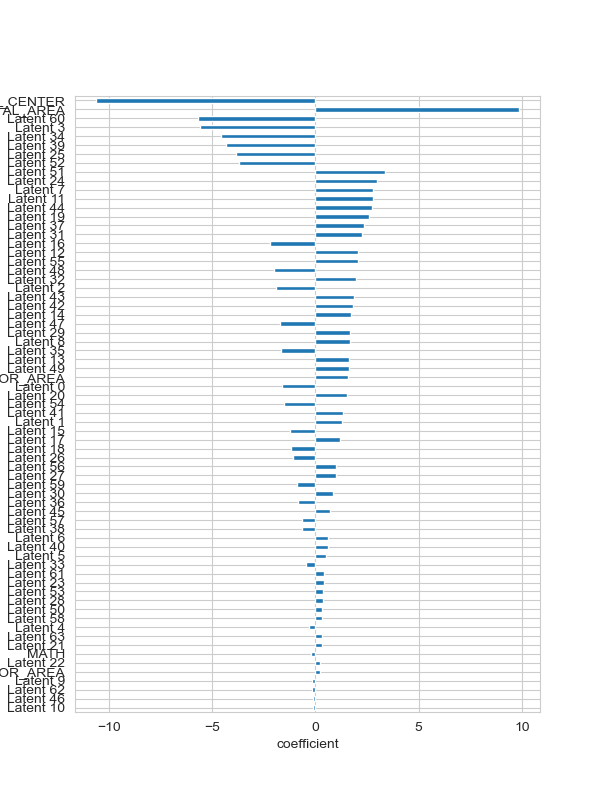 _CENTER
TAL_AREA
Latent 60
Latent 3
Latent 34
Latent 39
Latent 25
Latent 52
Latent 51
Latent 24
Latent 7
Latent 11
Latent 44
Latent 19
Latent 37
Latent 31
Latent 16
Latent 12
Latent 55
Latent 48
Latent 32
Latent 2
Latent 43
Latent 42
Latent 14
Latent 47
Latent 29
Latent 8
Latent 35
Latent 13
Latent 49
OR_AREA
Latent 0
Latent 20
Latent 54
Latent 41
Latent 1
Latent 15
Latent 17
Latent 18
Latent 26
Latent 56
Latent 27
Latent 59
Latent 30
Latent 36
Latent 45
Latent 57
Latent 38
Latent 6
Latent 40
Latent 5
Latent 33
Latent 61
Latent 23
Latent 53
Latent 28
Latent 50
Latent 58
Latent 4
Latent 63
Latent 21
MATH
Latent 22
OR_AREA
Latent 9
Latent 62
Latent 46
Latent 10
−10 −5 0 5 10
coefficient